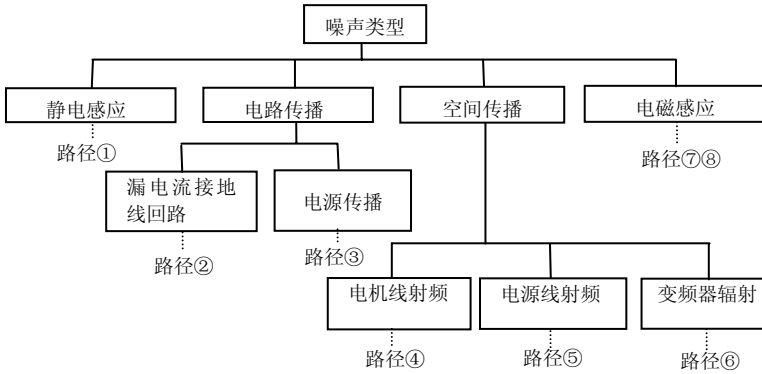 噪声类型
静电感应
电路传播
空间传播
电磁感应
路径①
路径⑦⑧
漏电流接地
线回路
电源传播
路径②
路径③
电机线射频
电源线射频
变频器辐射
路径④
路径⑤
路径⑥